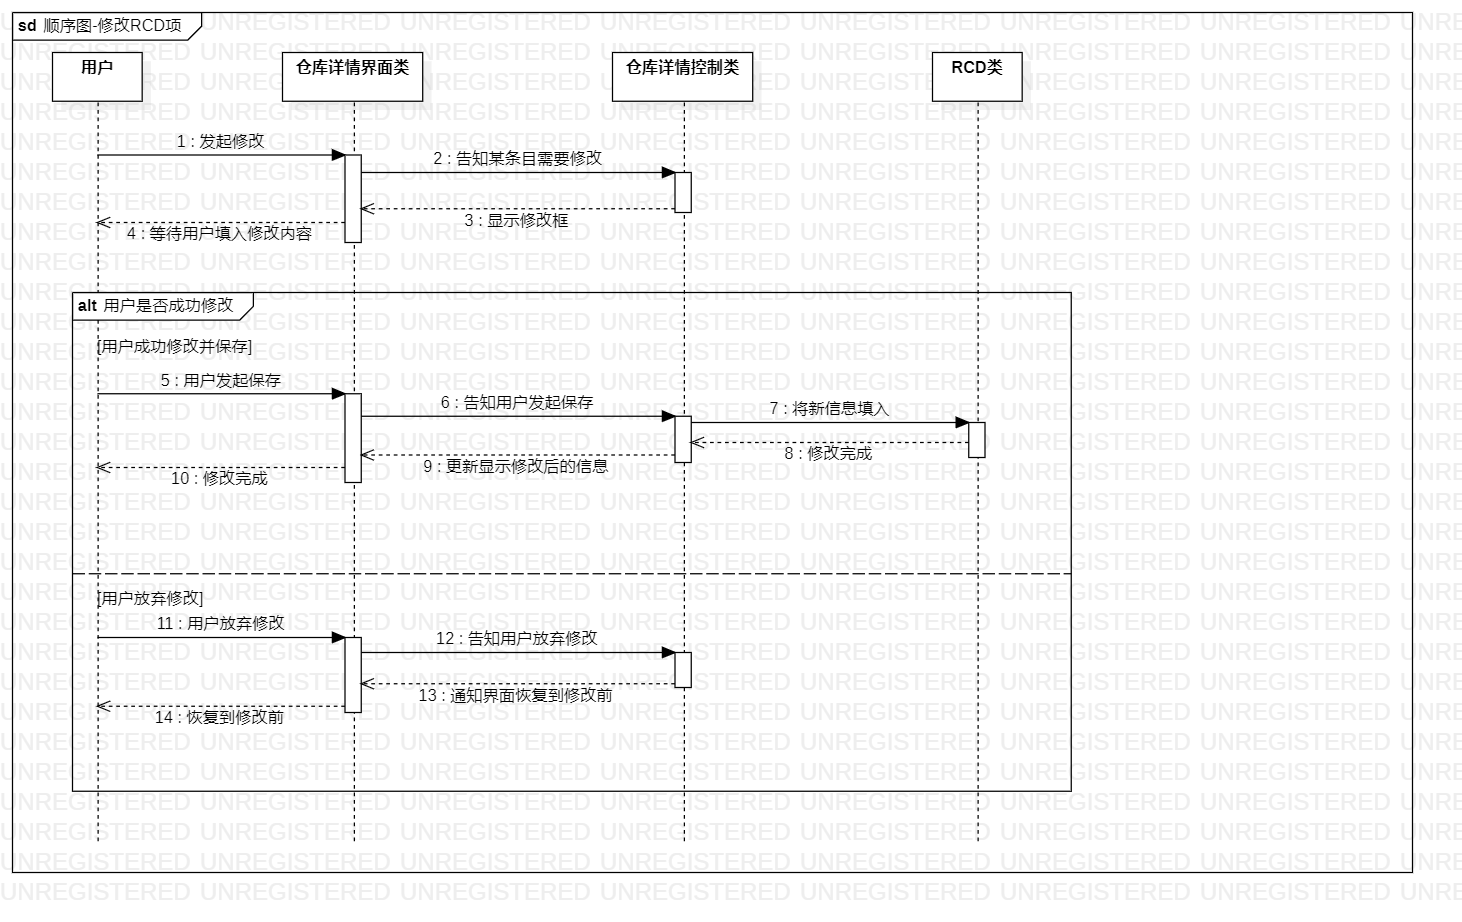 sd 顺序图-修改RCD项
用户
仓库详情界面类
仓库详情控制类
RCD类
1 : 发起修改
2 : 告知某条目需要修改
3 : 显示修改框
4 : 等待用户填入修改内容
alt 用户是否成功修改
[用户成功修改并保存]
5 : 用户发起保存
6 : 告知用户发起保存
7 : 将新信息填入
8 : 修改完成
9 : 更新显示修改后的信息
10 : 修改完成
[用户放弃修改]
11 : 用户放弃修改
12 : 告知用户放弃修改
13 : 通知界面恢复到修改前
14 : 恢复到修改前
UNREGISTERED